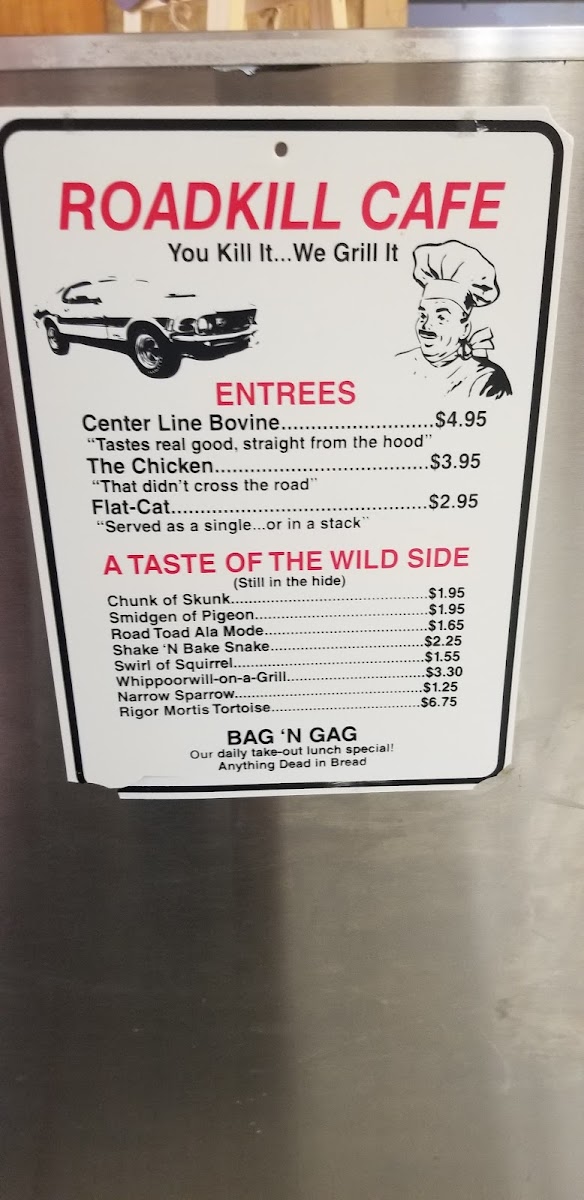 ROADKILL CAFE
You Kill It...We Grill It
ENTREES
Center Line Bovine..........................$4.95
"Tastes real good, straight from the hood"
The Chicken....................................$3.95
"That didn't cross the road"
Flat-Cat...........................................$2.95
"Served as a single...or in a stack"
A TASTE OF THE WILD SIDE
(Still in the hide)
Chunk of Skunk............................................$1.95
Smidgen of Pigeon.......................................$1.95
Road Toad Ala Mode.....................................$1.65
Shake 'N Bake Snake....................................$2.25
Swirl of Squirrel............................................$1.55
Whippoorwill-on-a-Grill................................$3.30
Narrow Sparrow...........................................$1.25
Rigor Mortis Tortoise...................................$6.75
BAG 'N GAG
Our daily take-out lunch special!
Anything Dead in Bread